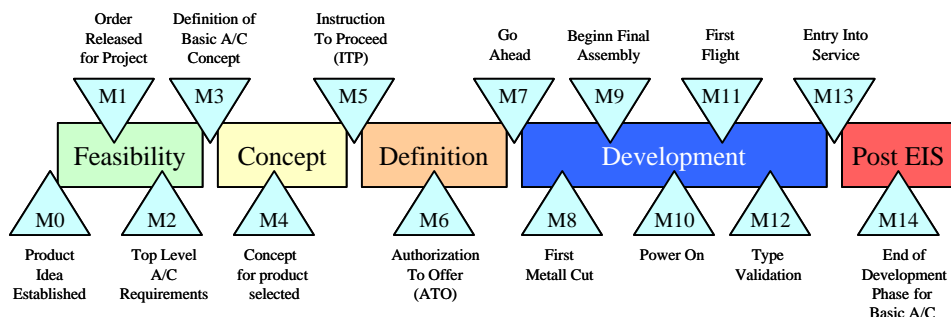 Order
Released
for Project
Definition of
Basic A/C
Concept
Instruction
To Proceed
(ITP)
Go
Ahead
Beginn Final
Assembly
First
Flight
Entry Into
Service
M1
M3
M5
M7
M9
M11
M13
Feasibility
Concept
Definition
Development
Post EIS
M0
M2
M4
M6
M8
M10
M12
M14
Product
Idea
Established
Top Level
A/C
Requirements
Concept
for product
selected
Authorization
To Offer
(ATO)
First
Metall Cut
Power On
Type
Validation
End of
Development
Phase for
Basic A/C